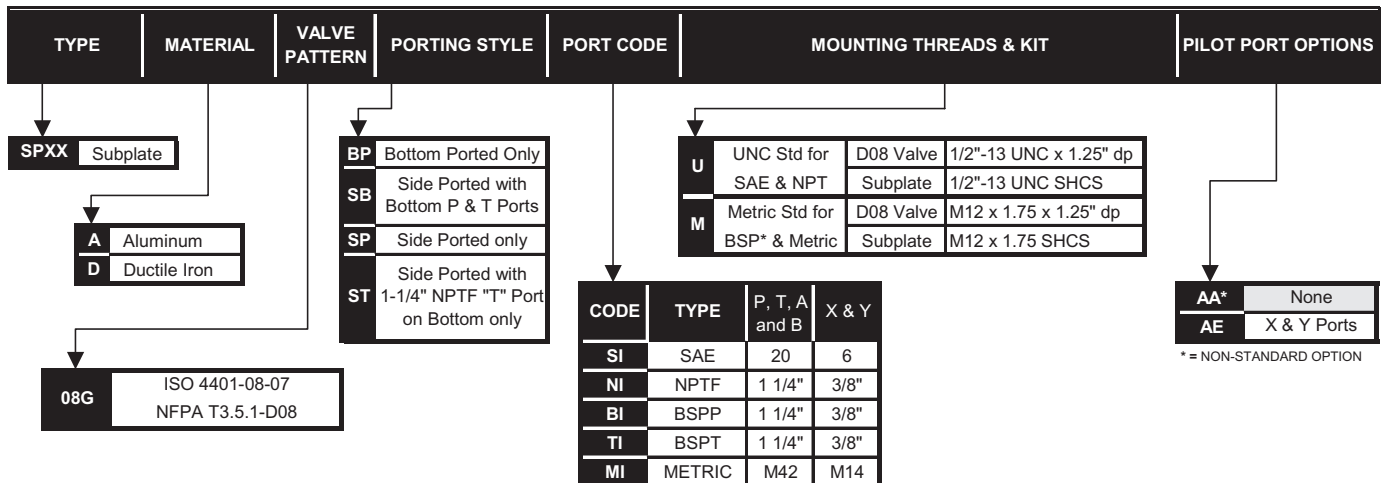 TYPE
MATERIAL
VALVE
PATTERN
PORTING STYLE
PORT CODE
MOUNTING THREADS & KIT
PILOT PORT OPTIONS
SPXX Subplate
A Aluminum
D Ductile Iron
08G
ISO 4401-08-07
NFPA T3.5.1-D08
BP Bottom Ported Only
SB
Side Ported with
Bottom P & T Ports
SP Side Ported only
ST
Side Ported with
1-1/4" NPTF "T" Port
on Bottom only
CODE TYPE P, T, A
and B X & Y
SI SAE 20 6
NI NPTF 1 1/4" 3/8"
BI BSPP 1 1/4" 3/8"
TI BSPT 1 1/4" 3/8"
MI METRIC M42 M14
U
UNC Std for D08 Valve 1/2"-13 UNC x 1.25" dp
SAE & NPT Subplate 1/2"-13 UNC SHCS
M
Metric Std for D08 Valve M12 x 1.75 x 1.25" dp
BSP* & Metric Subplate M12 x 1.75 SHCS
AA* None
AE X & Y Ports
* = NON-STANDARD OPTION